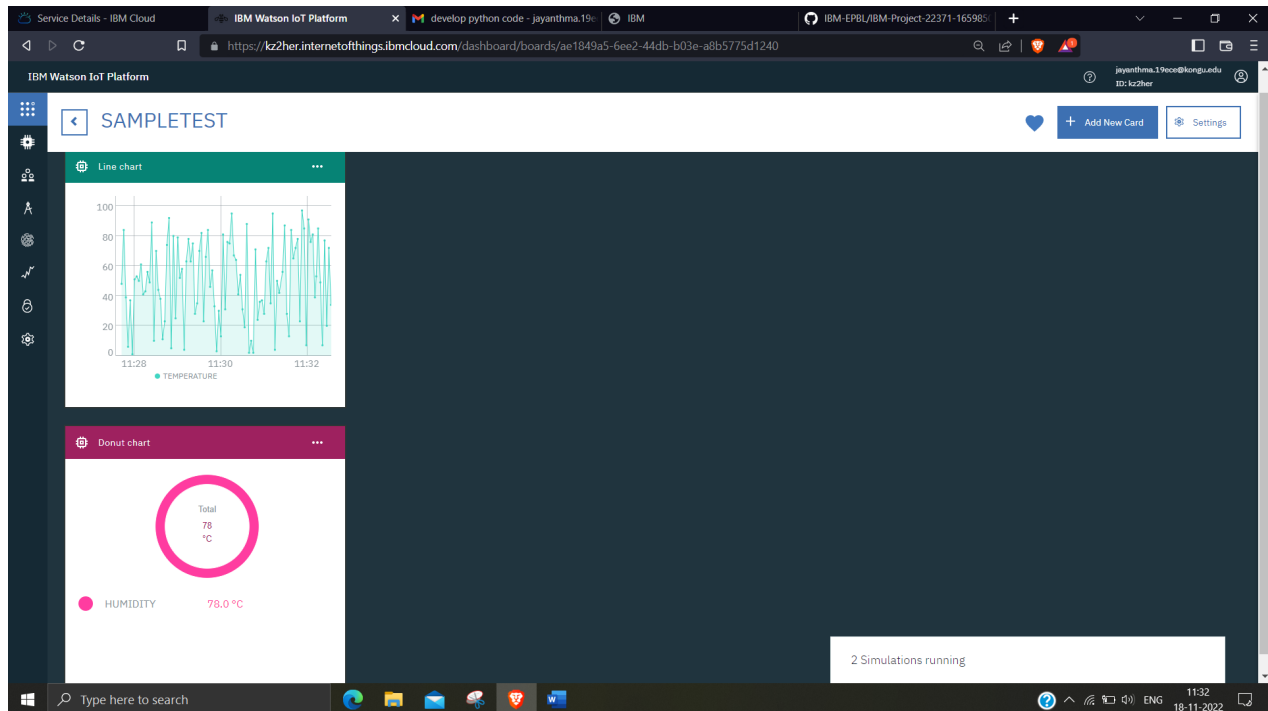 Service Details - IBM Cloud
IBM Watson IoT Platform
develop python code - jayanthma.19e
IBM
IBM-EPBL/IBM-Project-22371-165985
https://kz2her.internetofthings.ibmcloud.com/dashboard/boards/ae1849a5-6ee2-44db-b03e-a8b5775d1240
IBM Watson IoT Platform
jayanthma.19ece@kongu.edu
ID: kz2her
SAMPLETEST
Add New Card
Settings
Line chart
100
80
60
40
20
0
11:28 11:30 11:32
TEMPERATURE
Donut chart
Total
78
°C
HUMIDITY 78.0 °C
2 Simulations running
Type here to search
ENG
11:32
18-11-2022